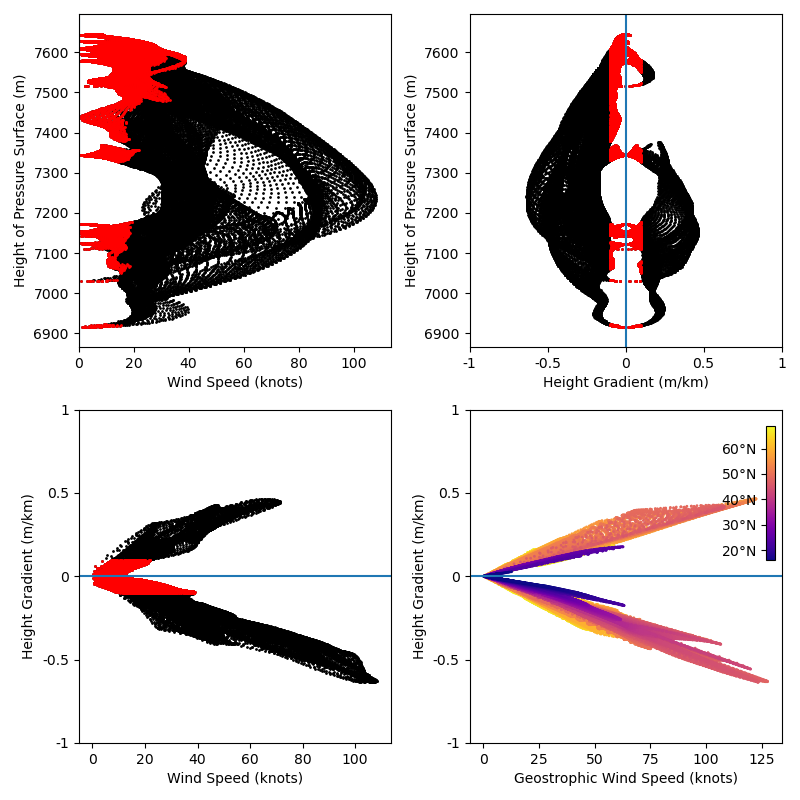 7600
7500
7400
7300
7200
7100
7000
6900
Height of Pressure Surface (m)
0 20 40 60 80 100
Wind Speed (knots)
7600
7500
7400
7300
7200
7100
7000
6900
Height of Pressure Surface (m)
-1 -0.5 0 0.5 1
Height Gradient (m/km)
1
0.5
0
-0.5
-1
Height Gradient (m/km)
0 20 40 60 80 100
Wind Speed (knots)
1
0.5
0
-0.5
-1
Height Gradient (m/km)
60°N
50°N
40°N
30°N
20°N
0 25 50 75 100 125
Geostrophic Wind Speed (knots)